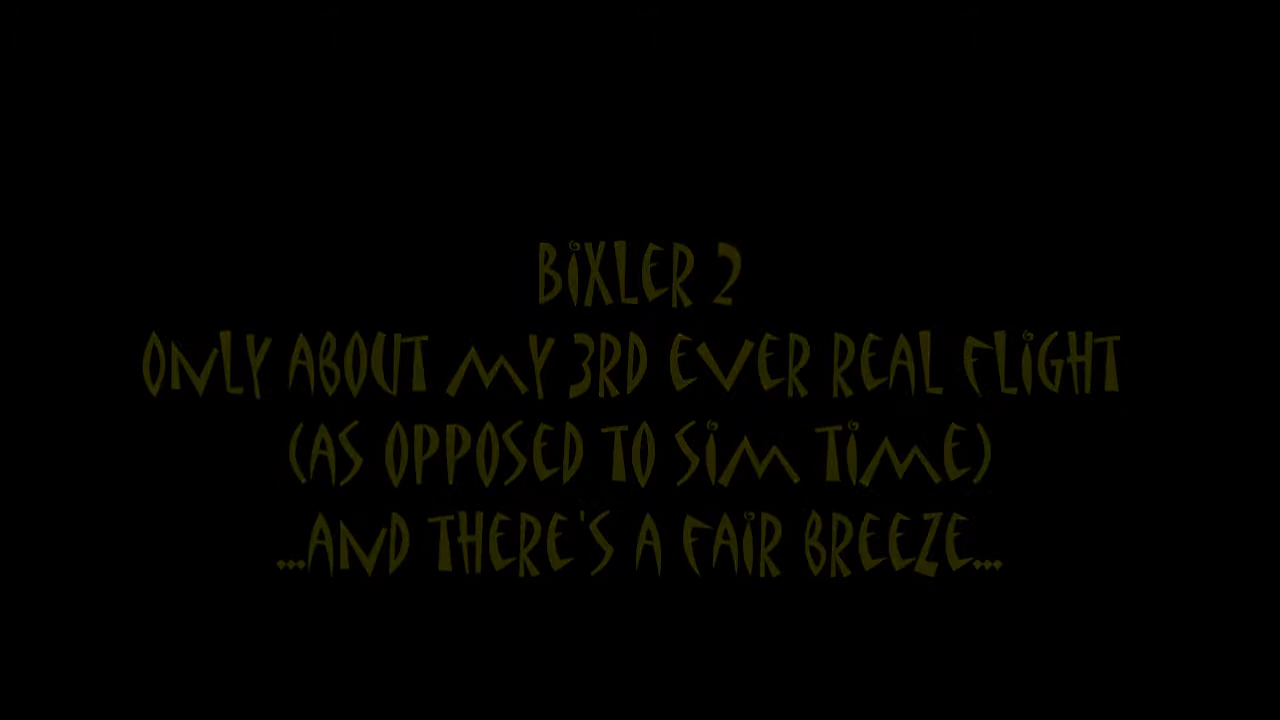 BIXLER 2
ONLY ABOUT MY 3RD EVER REAL FLIGHT
(AS OPPOSED TO SIM TIME)
...AND THERE'S A FAIR BREEZE...